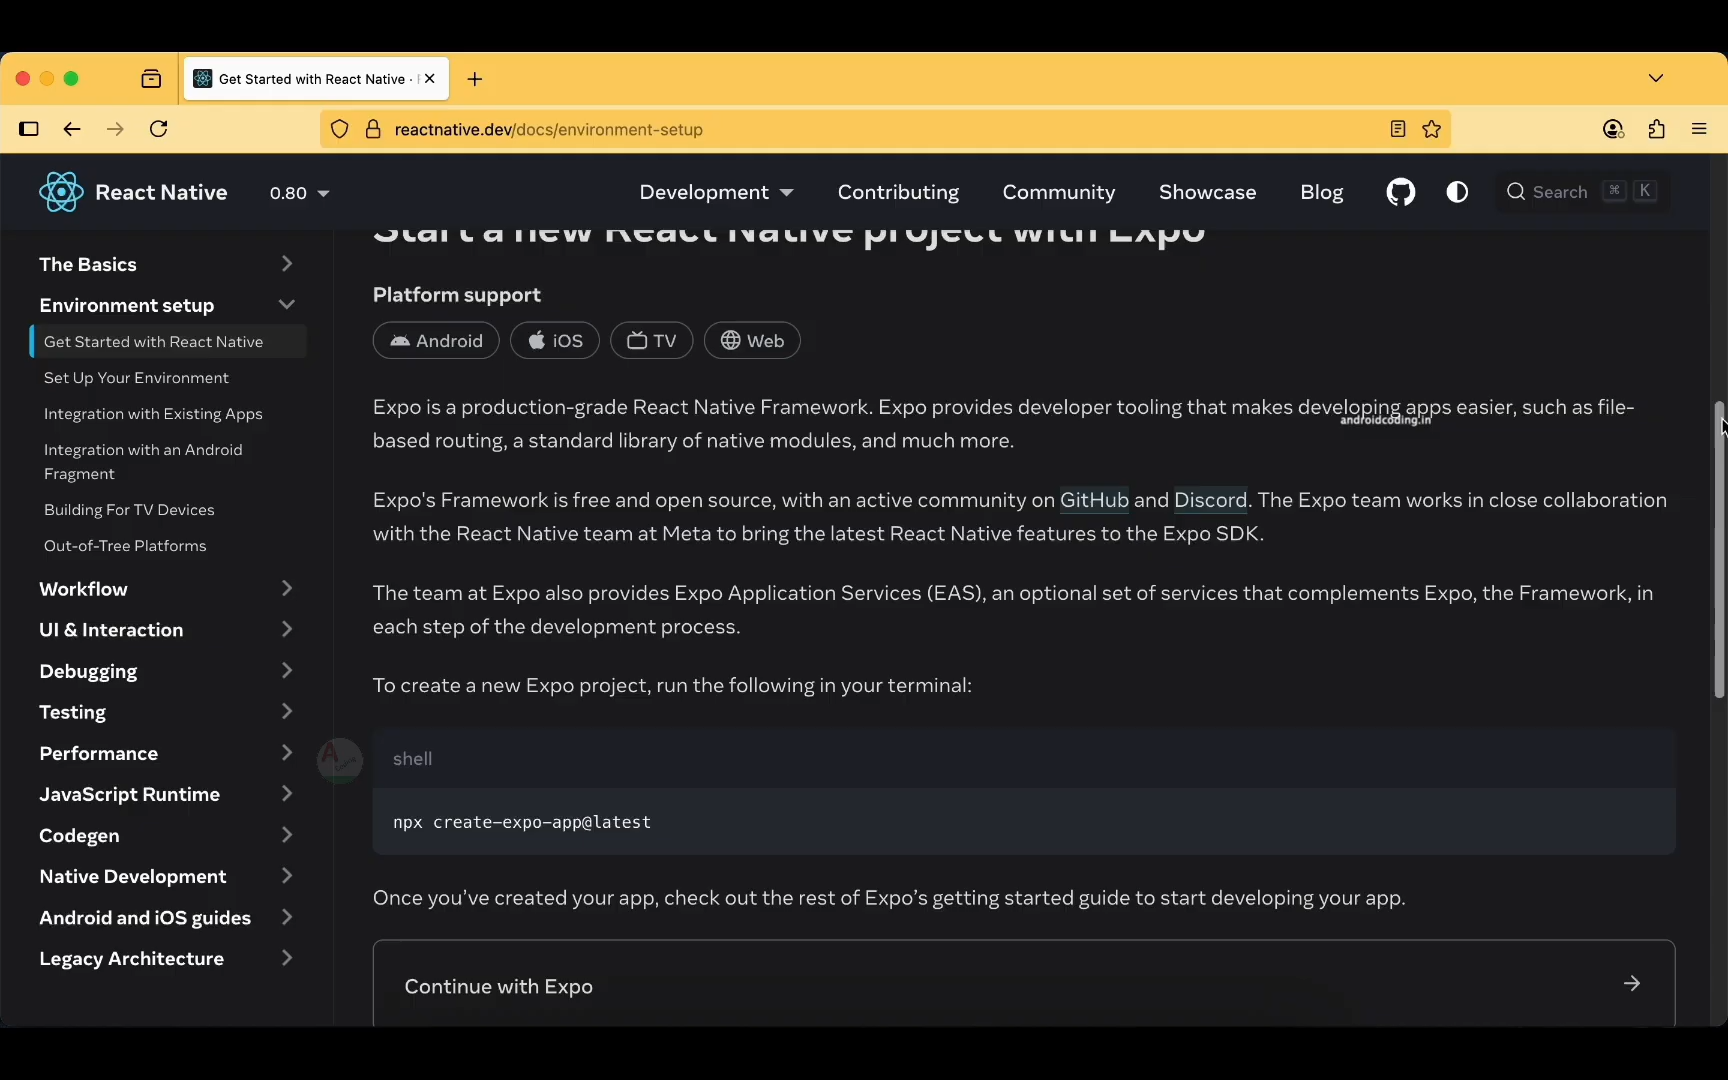 Get Started with React Native ·
reactnative.dev/docs/environment-setup
React Native
0.80
Development
Contributing
Community
Showcase
Blog
Search
⌘ K
The Basics
Environment setup
Get Started with React Native
Set Up Your Environment
Integration with Existing Apps
Integration with an Android
Fragment
Building For TV Devices
Out-of-Tree Platforms
Workflow
UI & Interaction
Debugging
Testing
Performance
JavaScript Runtime
Codegen
Native Development
Android and iOS guides
Legacy Architecture
Start a new React Native project with Expo
Platform support
Android
iOS
TV
Web
Expo is a production-grade React Native Framework. Expo provides developer tooling that makes developing apps easier, such as file-
androidcoding.in
based routing, a standard library of native modules, and much more.
Expo's Framework is free and open source, with an active community on GitHub and Discord. The Expo team works in close collaboration
with the React Native team at Meta to bring the latest React Native features to the Expo SDK.
The team at Expo also provides Expo Application Services (EAS), an optional set of services that complements Expo, the Framework, in
each step of the development process.
To create a new Expo project, run the following in your terminal:
shell
npx create-expo-app@latest
Once you’ve created your app, check out the rest of Expo’s getting started guide to start developing your app.
Continue with Expo